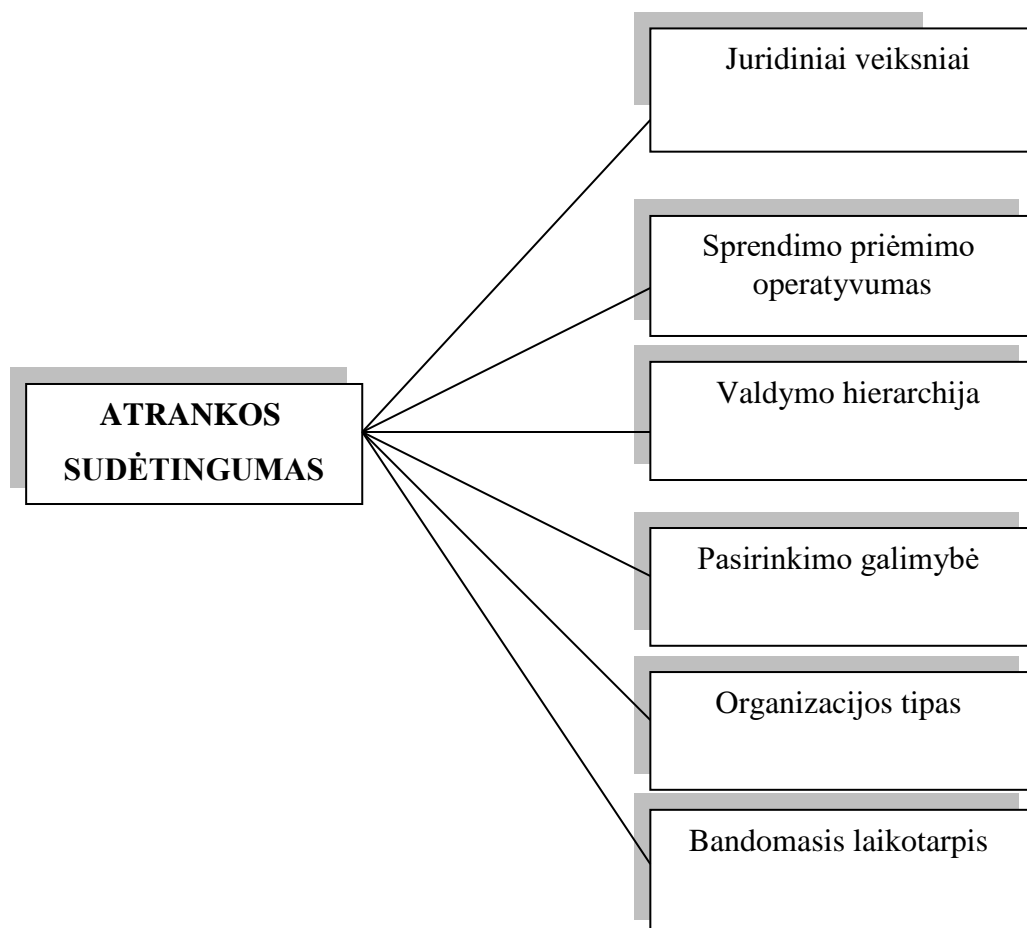 Juridiniai veiksniai
Sprendimo priėmimo
operatyvumas
Valdymo hierarchija
ATRANKOS
SUDĖTINGUMAS
Pasirinkimo galimybė
Organizacijos tipas
Bandomasis laikotarpis